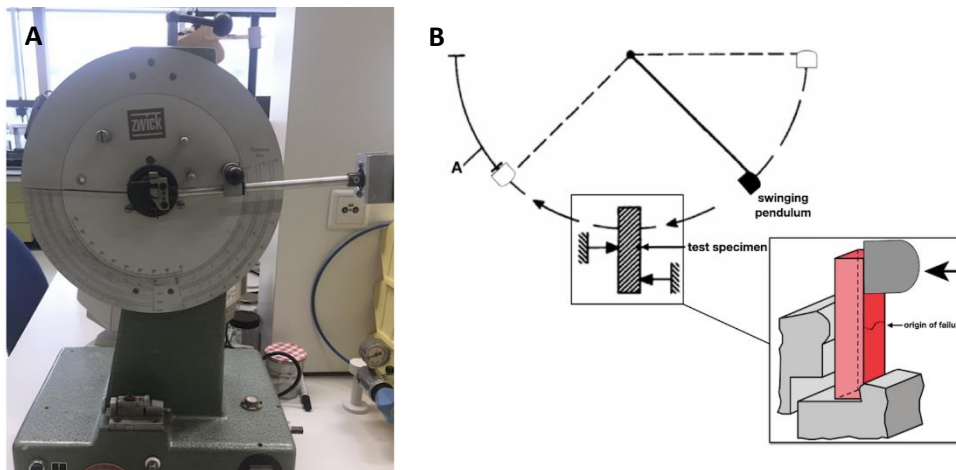 A
zwick
B
A
swinging
pendulum
test specimen
origin of failu